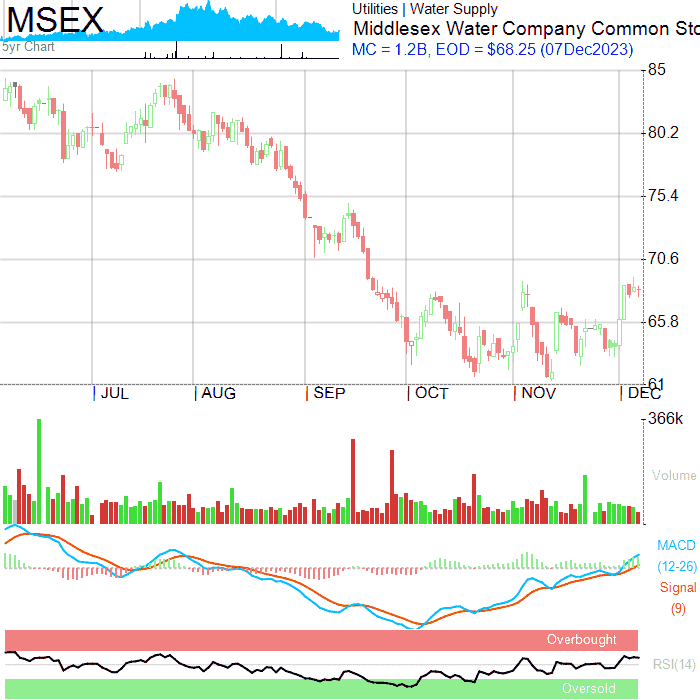 MSEX
5yr Chart
Utilities | Water Supply
Middlesex Water Company Common Sto
MC = 1.2B, EOD = $68.25 (07Dec2023)
85
80.2
75.4
70.6
65.8
61
JUL AUG SEP OCT NOV DEC
366k
Volume
MACD
(12-26)
Signal
(9)
Overbought
RSI(14)
Oversold